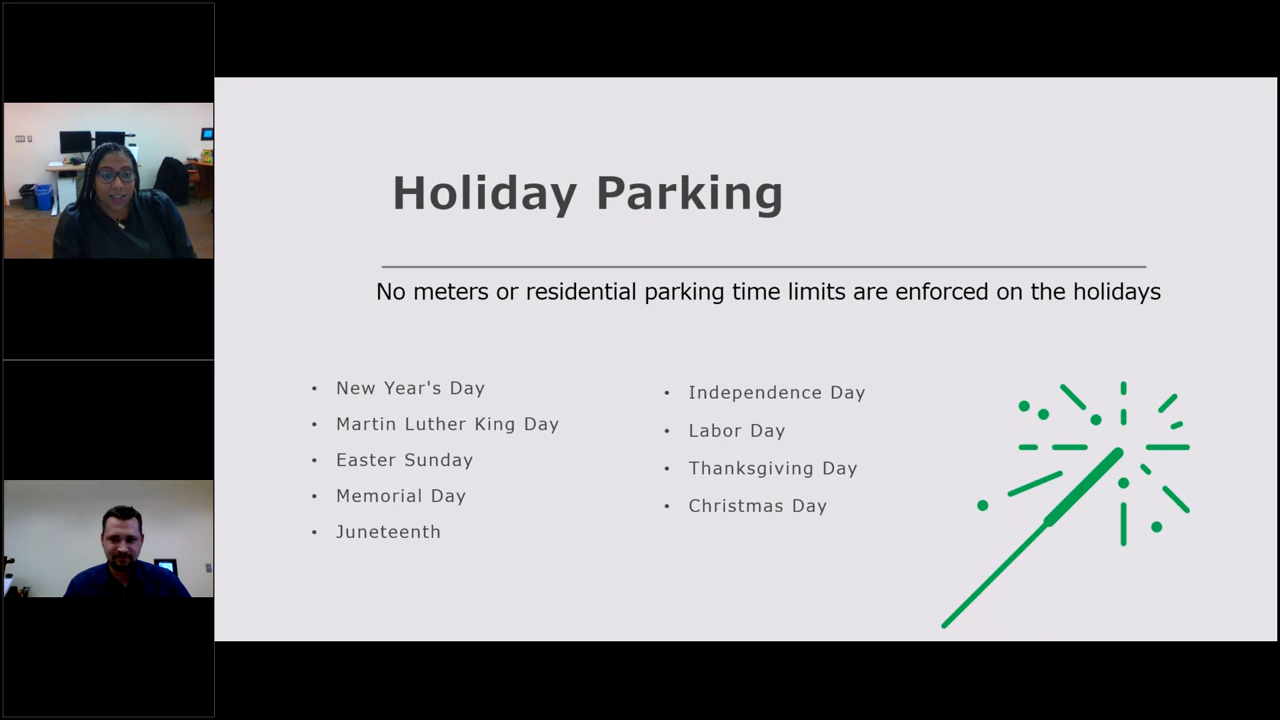 Holiday Parking
No meters or residential parking time limits are enforced on the holidays
• New Year's Day
• Martin Luther King Day
• Easter Sunday
• Memorial Day
• Juneteenth
• Independence Day
• Labor Day
• Thanksgiving Day
• Christmas Day